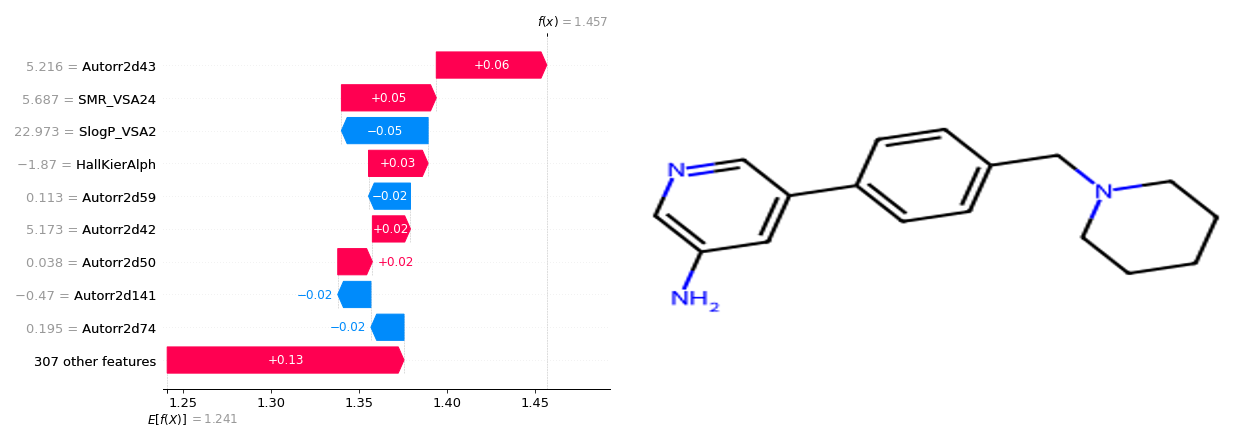 f(x) = 1.457
5.216 = Autorr2d43
+0.06
5.687 = SMR_VSA24
+0.05
22.973 = SlogP_VSA2
−0.05
−1.87 = HallKierAlph
+0.03
0.113 = Autorr2d59
−0.02
5.173 = Autorr2d42
+0.02
0.038 = Autorr2d50
+0.02
−0.47 = Autorr2d141
−0.02
0.195 = Autorr2d74
−0.02
307 other features
+0.13
1.25 1.30 1.35 1.40 1.45
E[f(X)] = 1.241
N
N
NH2